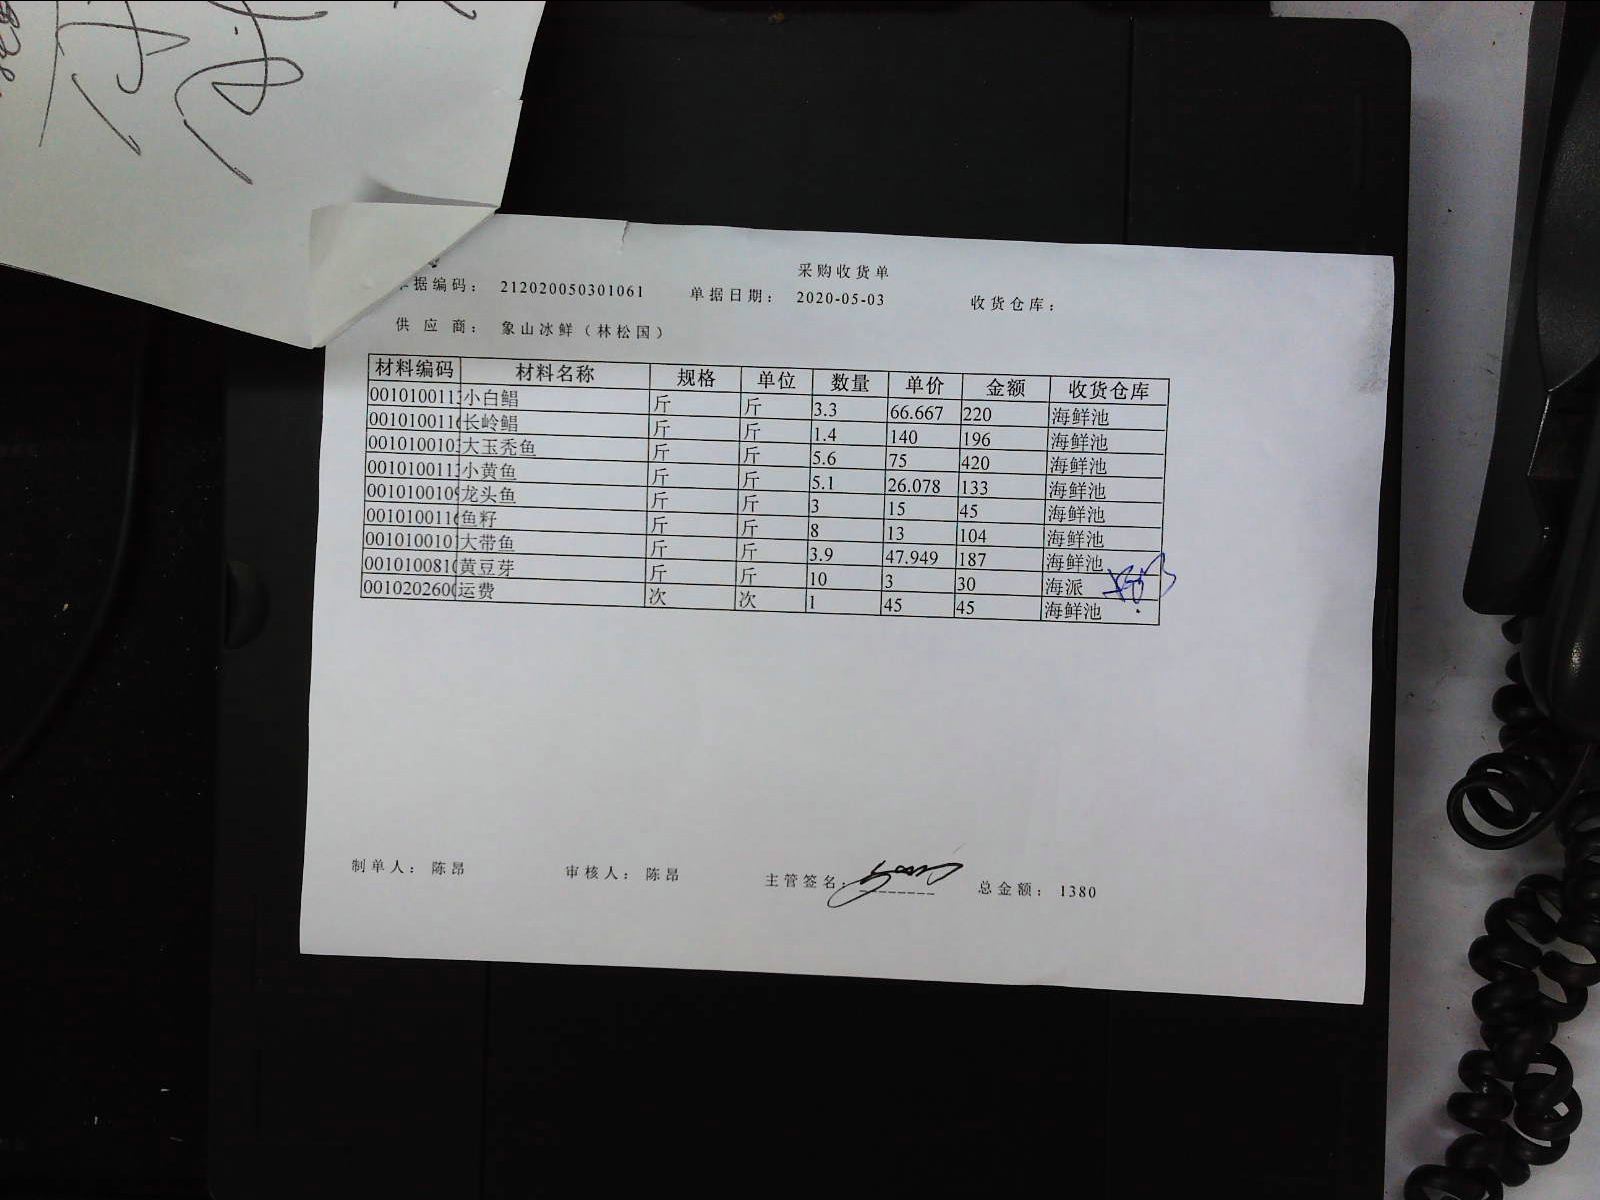 采购收货单
据编码： 212020050301061 单据日期： 2020-05-03 收货仓库：
供应商： 象山冰鲜（林松国）
材料编码 材料名称 规格 单位 数量 单价 金额 收货仓库
0010100113 小白鲳 斤 斤 3.3 66.667 220 海鲜池
001010011 长岭鲳 斤 斤 1.4 140 196 海鲜池
001010010 大玉秃鱼 斤 斤 5.6 75 420 海鲜池
001010011 小黄鱼 斤 斤 5.1 26.078 133 海鲜池
001010010 龙头鱼 斤 斤 3 15 45 海鲜池
001010011 鱼籽 斤 斤 8 13 104 海鲜池
001010010 大带鱼 斤 斤 3.9 47.949 187 海鲜池
001010081 黄豆芽 斤 斤 10 3 30 海派
001020260 运费 次 次 1 45 45 海鲜池
制单人： 陈昂 审核人： 陈昂 主管签名： 总金额： 1380